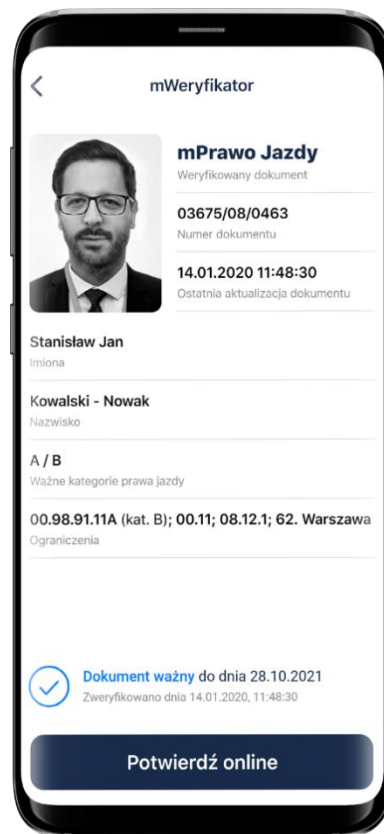 mWeryfikator
mPrawo Jazdy
Weryfikowany dokument
03675/08/0463
Numer dokumentu
14.01.2020 11:48:30
Ostatnia aktualizacja dokumentu
Stanisław Jan
Imiona
Kowalski - Nowak
Nazwisko
A / B
Ważne kategorie prawa jazdy
00.98.91.11A (kat. B); 00.11; 08.12.1; 62. Warszawa
Ograniczenia
Dokument ważny do dnia 28.10.2021
Zweryfikowano dnia 14.01.2020, 11:48:30
Potwierdź online